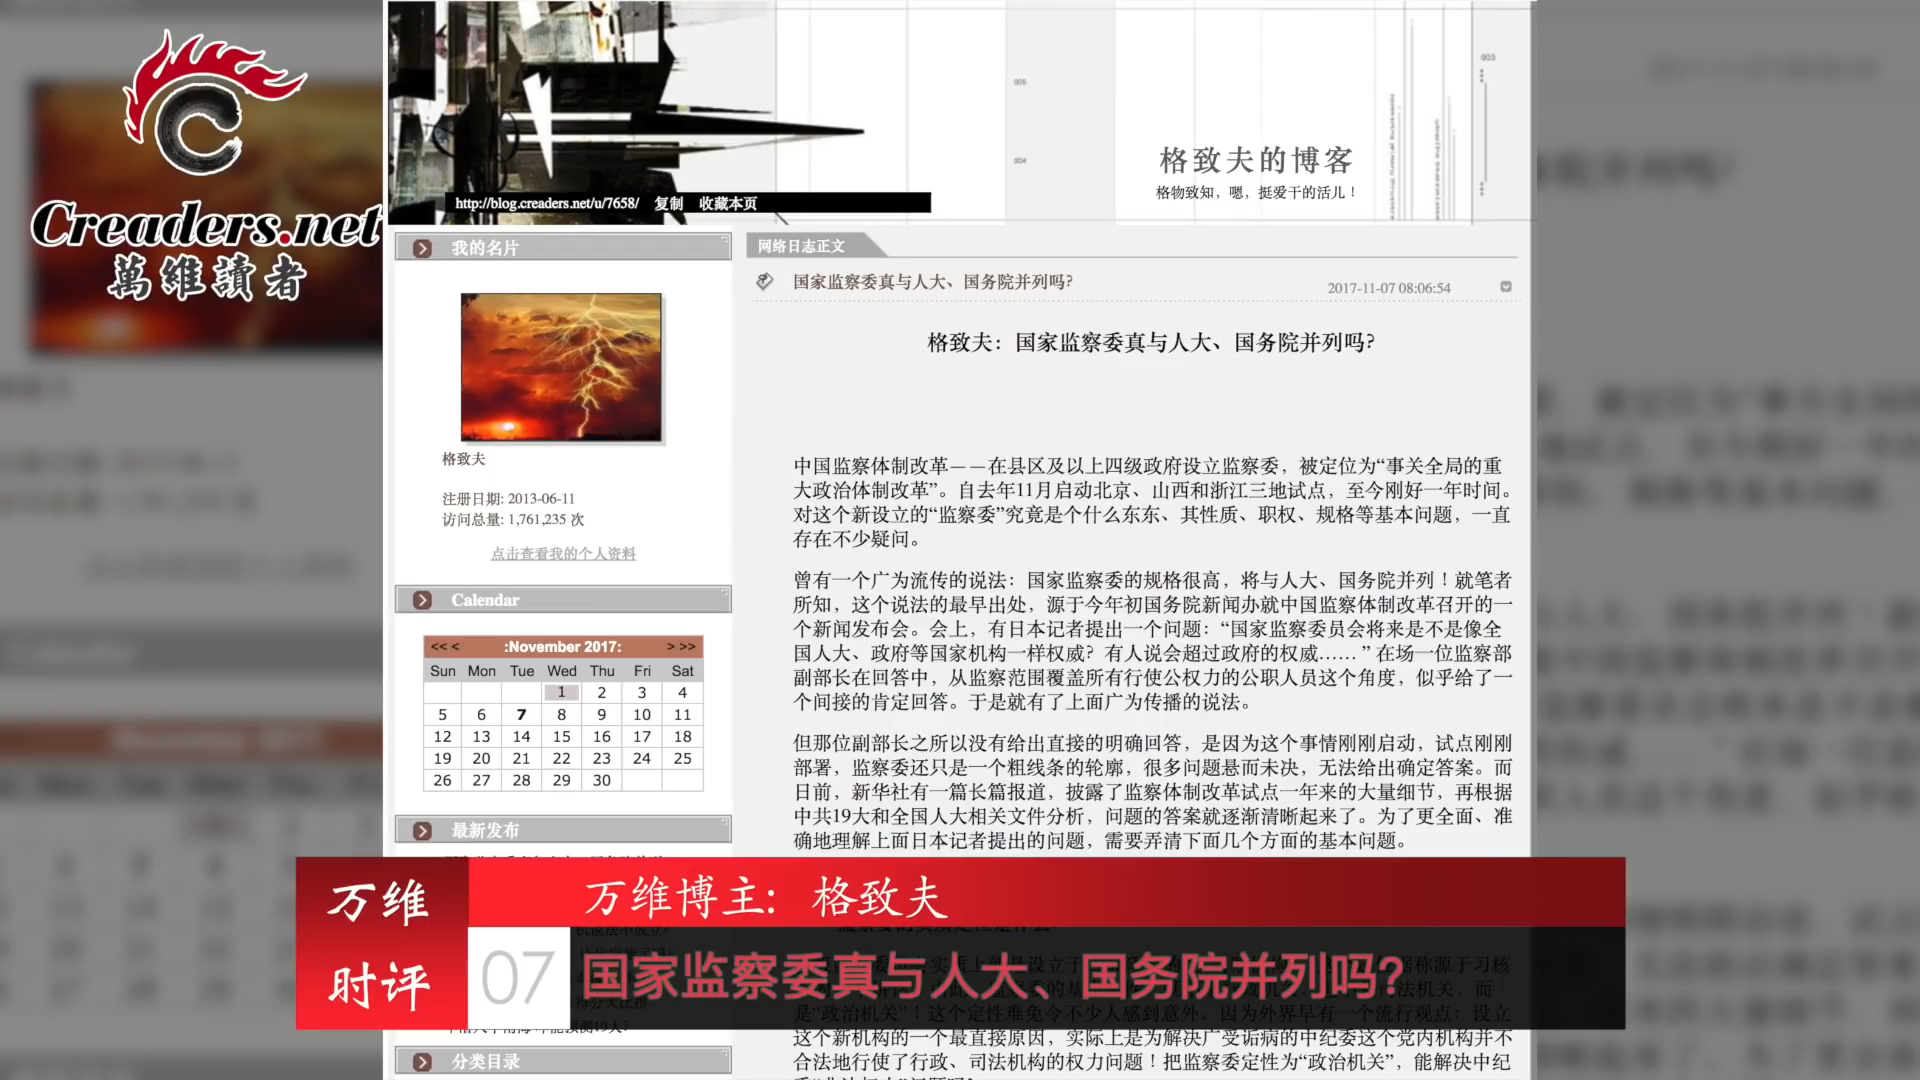 Creaders.net
萬維讀者
003
005
004
格致夫的博客
格物致知，嗯，挺爱干的活儿！
http://blog.creaders.net/u/7658/ 复制 收藏本页
我的名片
格致夫
注册日期: 2013-06-11
访问总量: 1,761,235 次
点击查看我的个人资料
Calendar
<< < :November 2017: > >>
Sun Mon Tue Wed Thu Fri Sat
1 2 3 4
5 6 7 8 9 10 11
12 13 14 15 16 17 18
19 20 21 22 23 24 25
26 27 28 29 30
最新发布
分类目录
网络日志正文
国家监察委真与人大、国务院并列吗?
2017-11-07 08:06:54
格致夫：国家监察委真与人大、国务院并列吗?
中国监察体制改革——在县区及以上四级政府设立监察委，被定位为“事关全局的重
大政治体制改革”。自去年11月启动北京、山西和浙江三地试点，至今刚好一年时间。
对这个新设立的“监察委”究竟是个什么东东、其性质、职权、规格等基本问题，一直
存在不少疑问。
曾有一个广为流传的说法：国家监察委的规格很高，将与人大、国务院并列！就笔者
所知，这个说法的最早出处，源于今年初国务院新闻办就中国监察体制改革召开的一
个新闻发布会。会上，有日本记者提出一个问题：“国家监察委员会将来是不是像全
国人大、政府等国家机构一样权威？有人说会超过政府的权威……”在场一位监察部
副部长在回答中，从监察范围覆盖所有行使公权力的公职人员这个角度，似乎给了一
个间接的肯定回答。于是就有了上面广为传播的说法。
但那位副部长之所以没有给出直接的明确回答，是因为这个事情刚刚启动，试点刚刚
部署，监察委还只是一个粗线条的轮廓，很多问题悬而未决，无法给出确定答案。而
日前，新华社有一篇长篇报道，披露了监察体制改革试点一年来的大量细节，再根据
中共19大和全国人大相关文件分析，问题的答案就逐渐清晰起来了。为了更全面、准
确地理解上面日本记者提出的问题，需要弄清下面几个方面的基本问题。
万维
时评
万维博主：格致夫
07
国家监察委真与人大、国务院并列吗?
是“政治机关”！这个定性难免令不少人感到意外。因为外界早有一个流行观点：设立
这个新机构的一个最直接原因，实际上是为解决广受诟病的中纪委这个党内机构并不
合法地行使了行政、司法机构的权力问题！把监察委定性为“政治机关”，能解决中纪